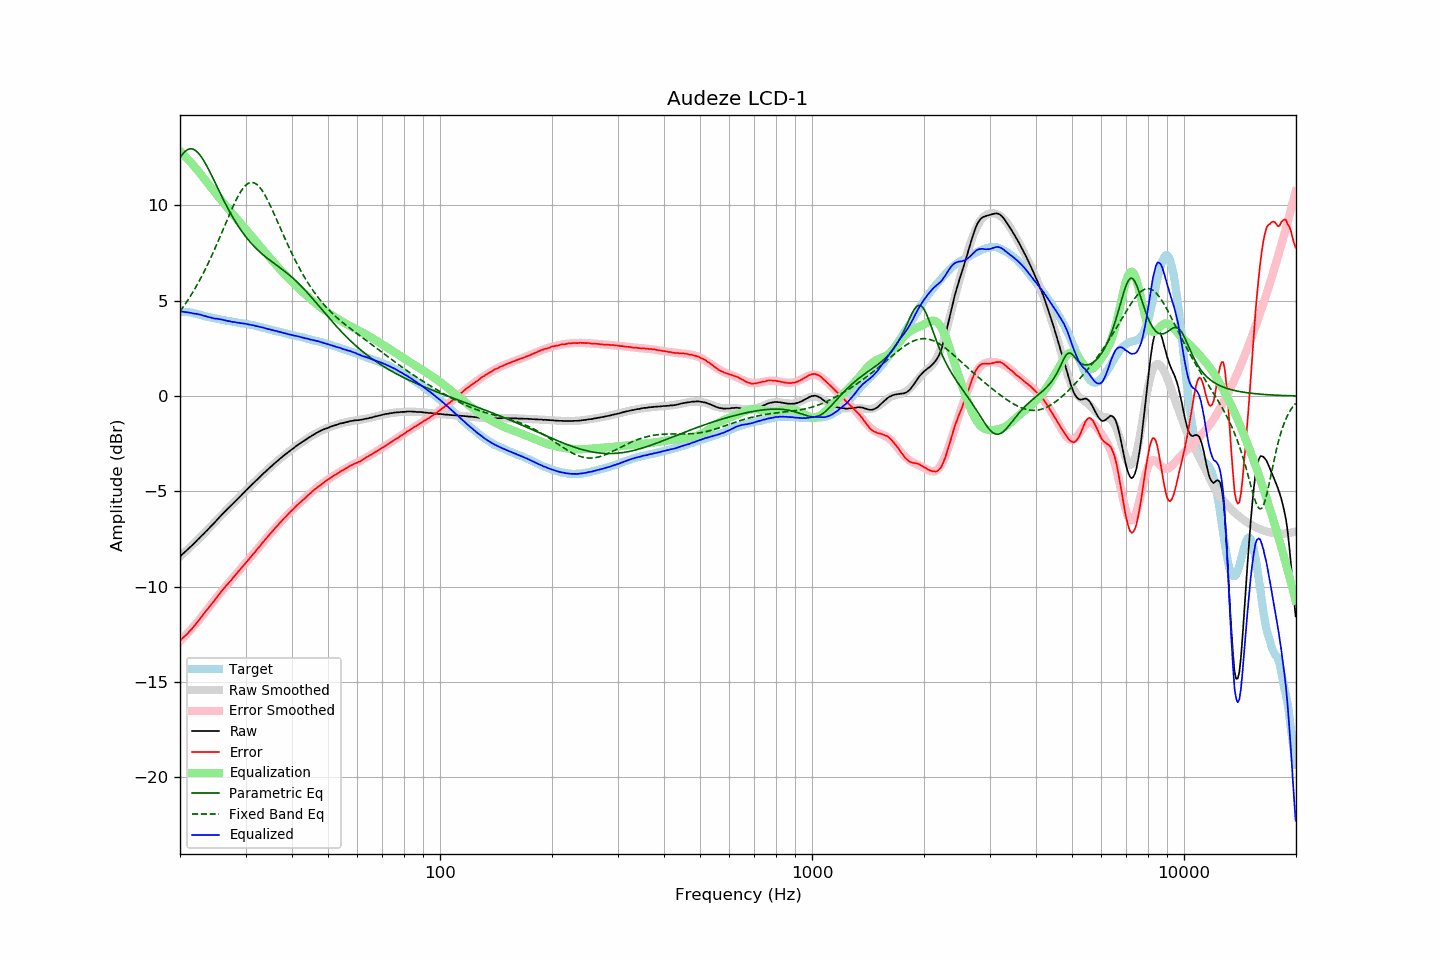 Audeze LCD-1
Amplitude (dBr)
10
5
0
−5
−10
−15
−20
Target
Raw Smoothed
Error Smoothed
Raw
Error
Equalization
Parametric Eq
Fixed Band Eq
Equalized
100
1000
10000
Frequency (Hz)